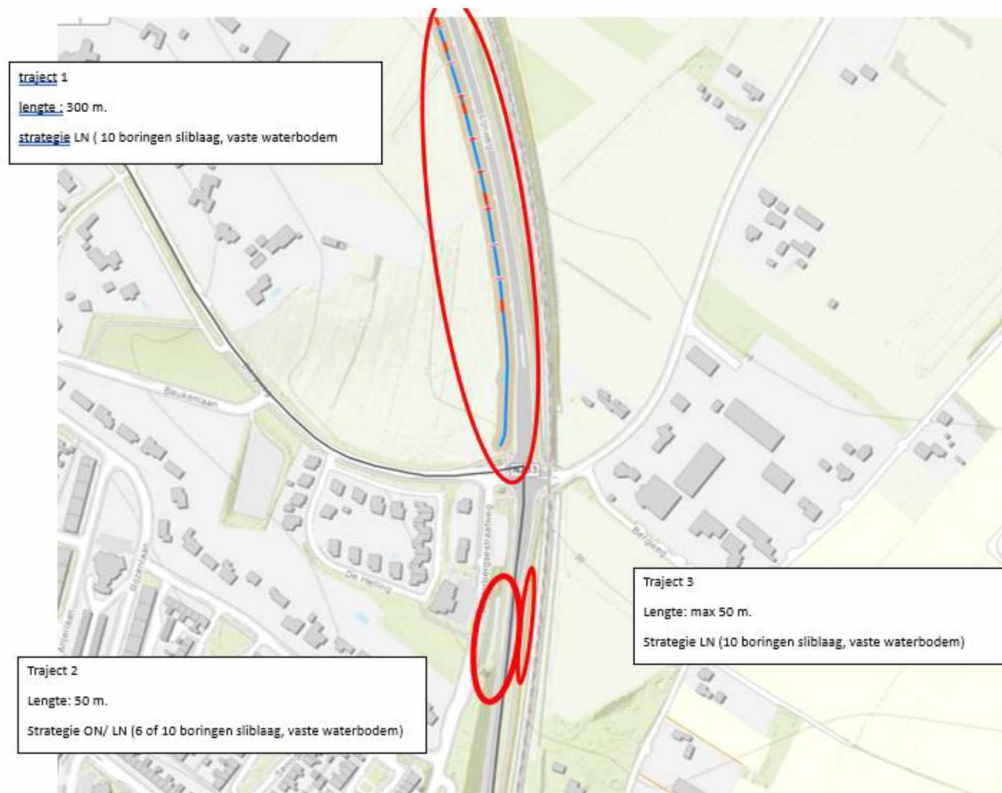 traject 1
lengte : 300 m.
strategie LN ( 10 boringen sliblaag, vaste waterbodem
Beukenlaan
Rozenlaan
De Helling
Bergweg
Traject 3
Lengte: max 50 m.
Strategie LN (10 boringen sliblaag, vaste waterbodem)
Traject 2
Lengte: 50 m.
Strategie ON/ LN (6 of 10 boringen sliblaag, vaste waterbodem)